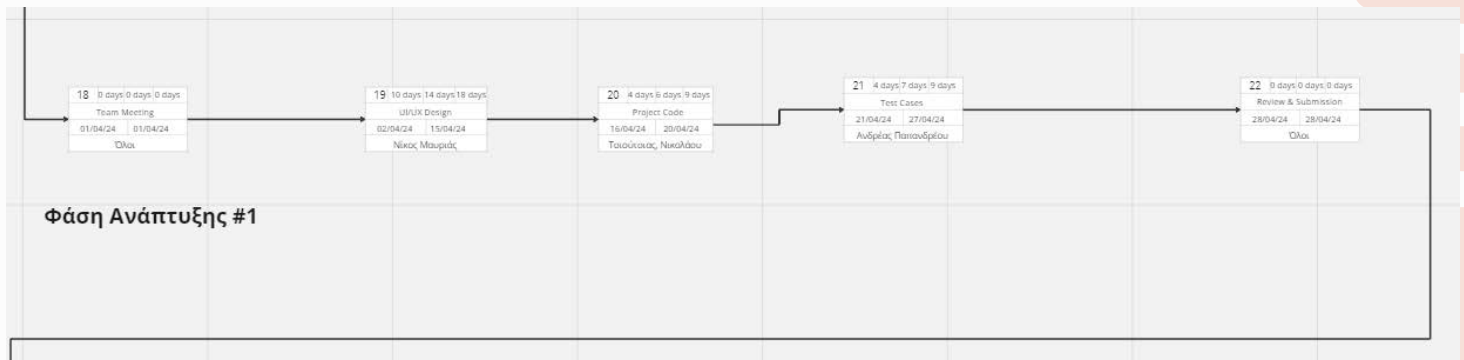 18 0 days 0 days 0 days
Team Meeting
01/04/24 01/04/24
Όλοι
19 10 days 14 days 18 days
UI/UX Design
02/04/24 15/04/24
Νίκος Μαυριάς
20 4 days 6 days 9 days
Project Code
16/04/24 20/04/24
Τσιούτσιας, Νικολάου
21 4 days 7 days 9 days
Test Cases
21/04/24 27/04/24
Ανδρέας Παπανδρέου
22 0 days 0 days 0 days
Review & Submission
28/04/24 28/04/24
Όλοι
Φάση Ανάπτυξης #1